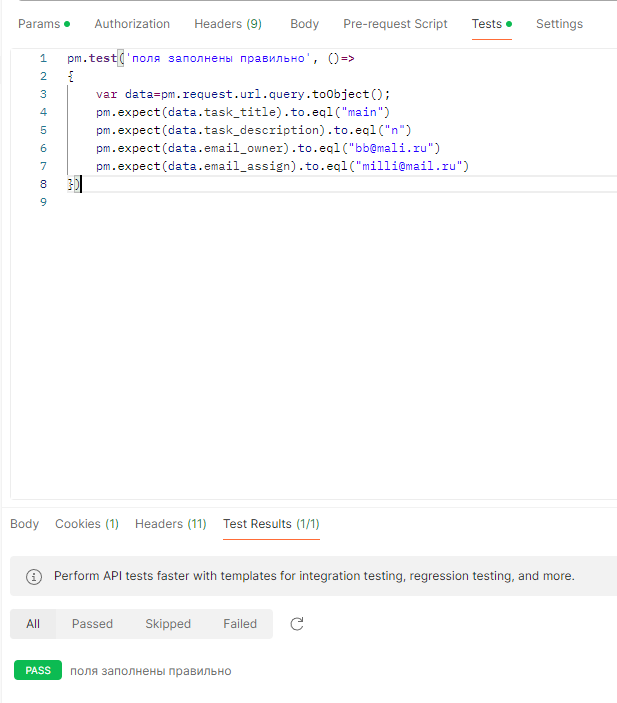 Params Authorization Headers (9) Body Pre-request Script Tests Settings
1 pm.test('поля заполнены правильно', ()=>
2 {
3 var data=pm.request.url.query.toObject();
4 pm.expect(data.task_title).to.eql("main")
5 pm.expect(data.task_description).to.eql("n")
6 pm.expect(data.email_owner).to.eql("bb@mali.ru")
7 pm.expect(data.email_assign).to.eql("milli@mail.ru")
8 })
9
Body Cookies (1) Headers (11) Test Results (1/1)
Perform API tests faster with templates for integration testing, regression testing, and more.
All Passed Skipped Failed
PASS поля заполнены правильно